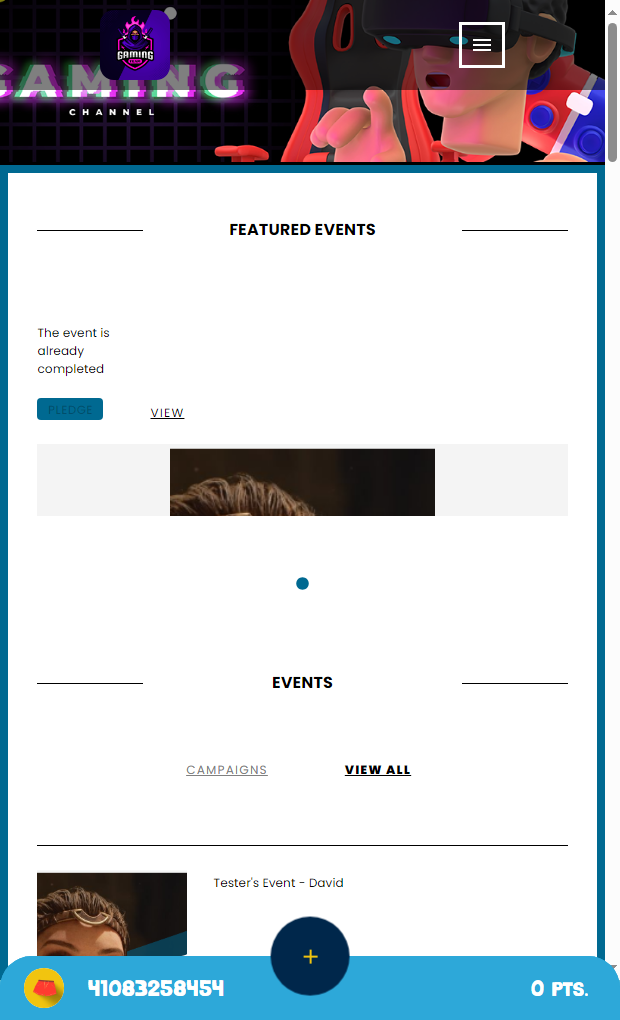 GAMING
GAMING
CHANNEL
FEATURED EVENTS
The event is
already
completed
PLEDGE
VIEW
EVENTS
CAMPAIGNS
VIEW ALL
Tester's Event - David
+
41083258454
0 PTS.